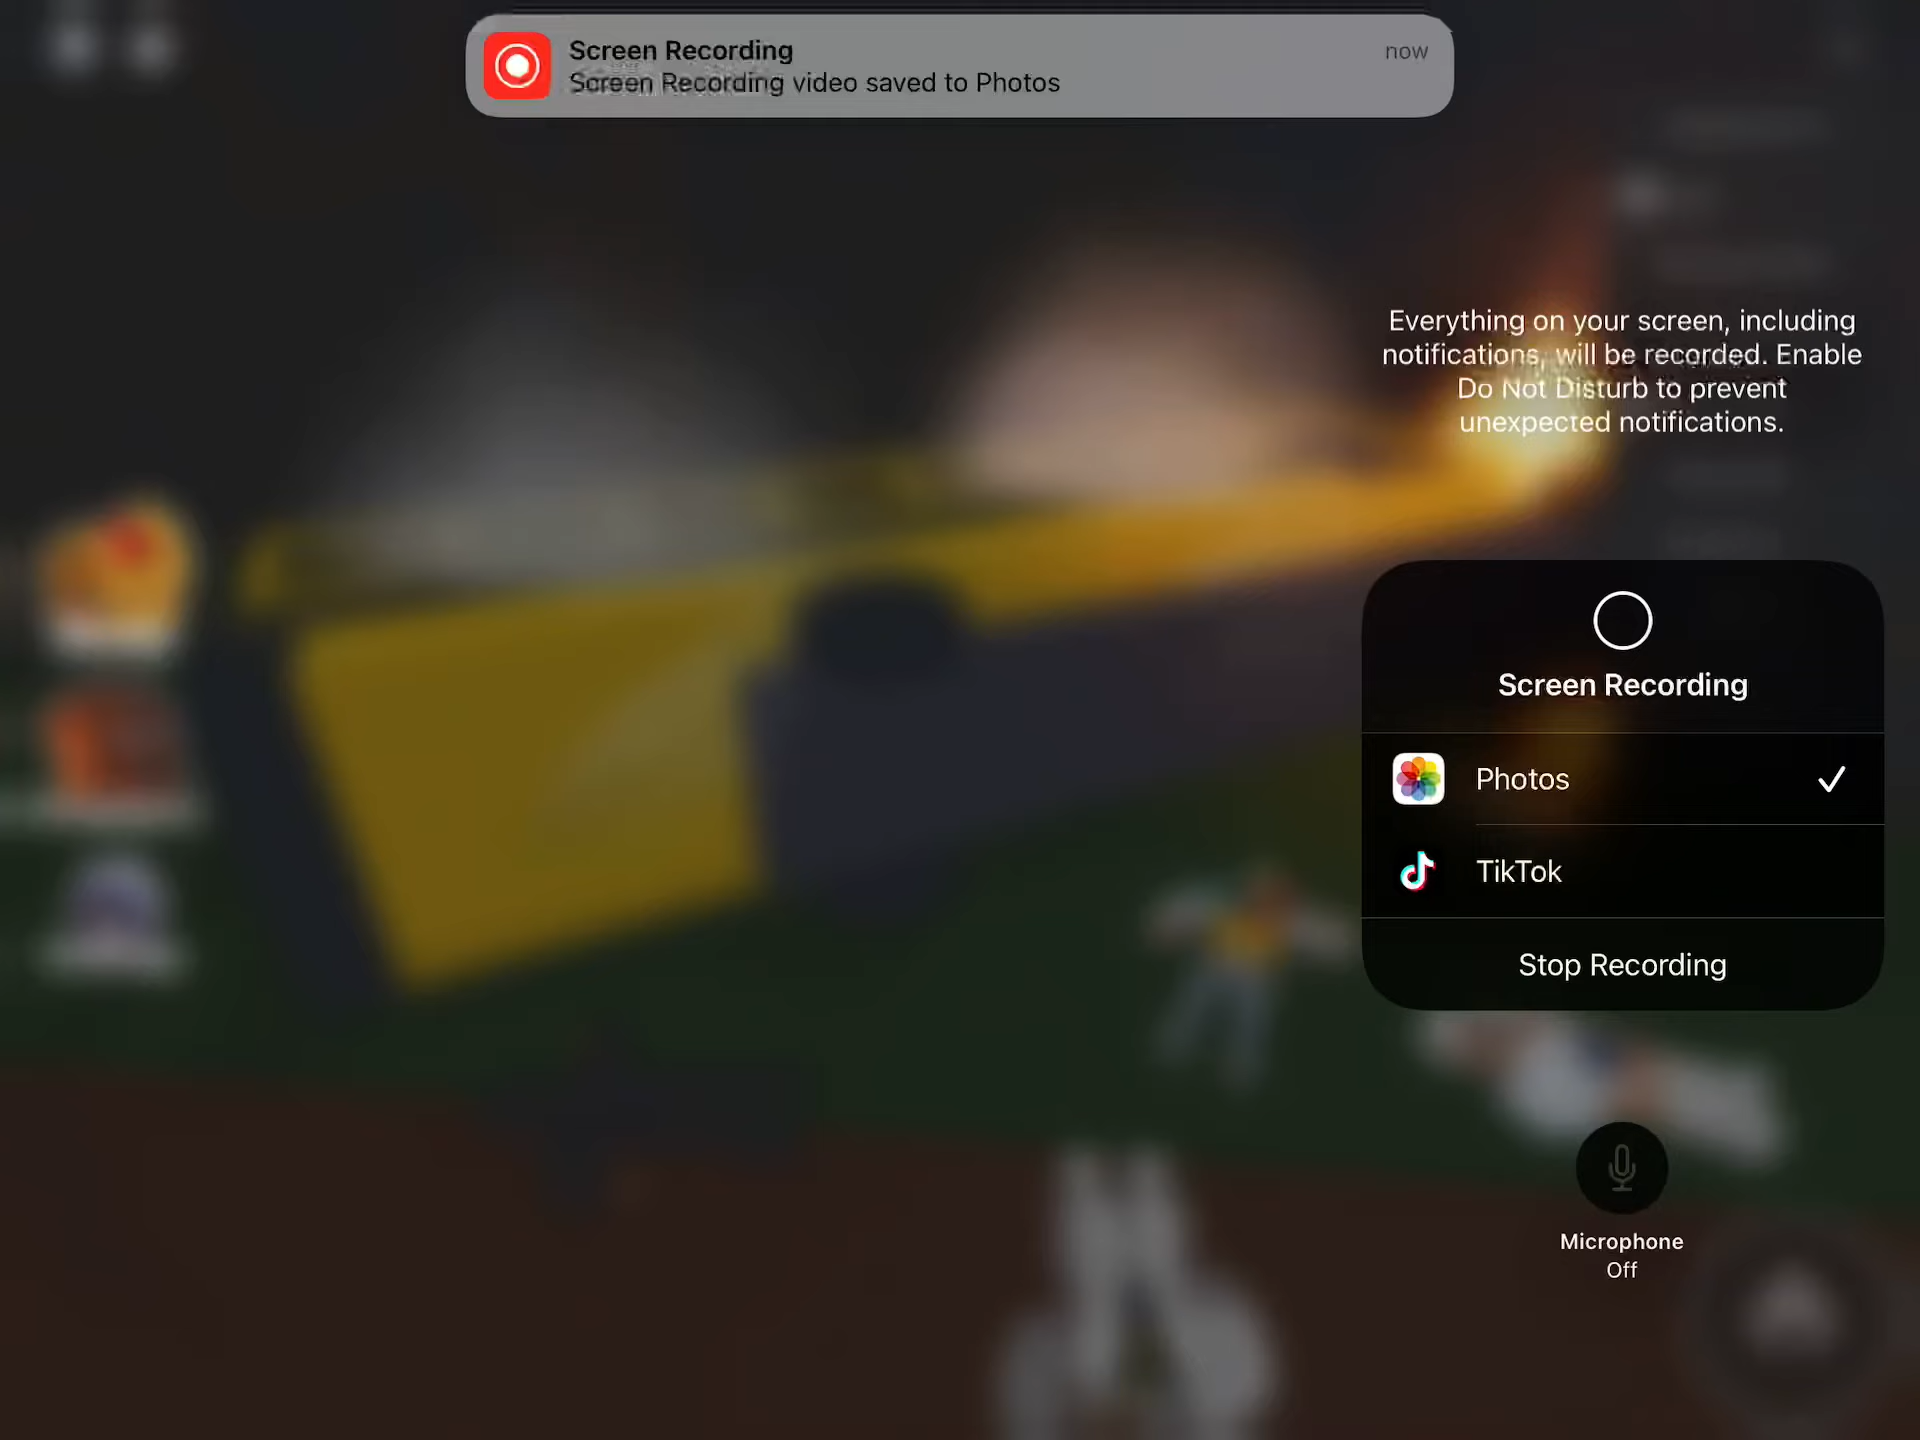 Screen Recording
now
Screen Recording video saved to Photos
Everything on your screen, including
notifications, will be recorded. Enable
Do Not Disturb to prevent
unexpected notifications.
Screen Recording
Photos
TikTok
Stop Recording
Microphone
Off